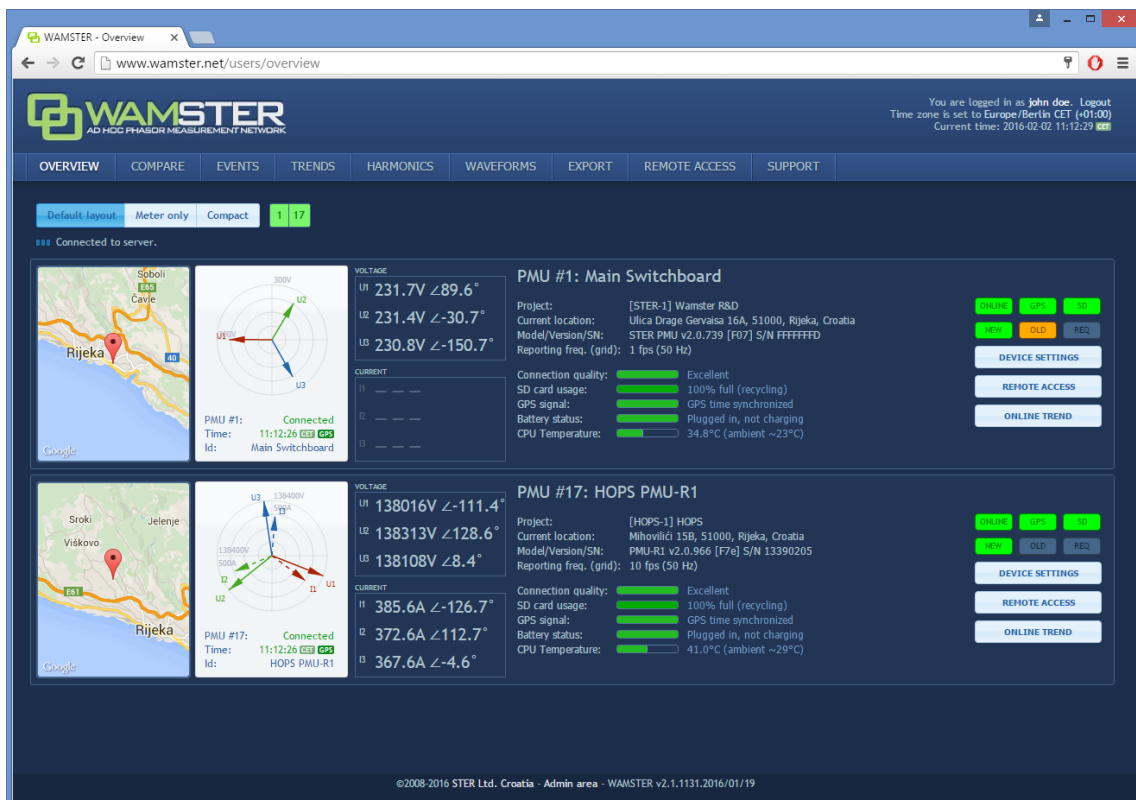 WAMSTER - Overview
www.wamster.net/users/overview
WAMSTER
AD HOC PHASOR MEASUREMENT NETWORK
You are logged in as john doe. Logout
Time zone is set to Europe/Berlin CET (+01:00)
Current time: 2016-02-02 11:12:29 CET
OVERVIEW COMPARE EVENTS TRENDS HARMONICS WAVEFORMS EXPORT REMOTE ACCESS SUPPORT
Default layout Meter only Compact 1 17
Connected to server.
Soboli
E65
Čavle
Rijeka
40
Google
300V
U2
U1
U3
PMU #1: Connected
Time: 11:12:26 CET GPS
Id: Main Switchboard
VOLTAGE
U1 231.7V ∠89.6°
U2 231.4V ∠-30.7°
U3 230.8V ∠-150.7°
CURRENT
I1 — — —
I2 — — —
I3 — — —
PMU #1: Main Switchboard
Project: [STER-1] Wamster R&D
Current location: Ulica Drage Gervaisa 16A, 51000, Rijeka, Croatia
Model/Version/SN: STER PMU v2.0.739 [F07] S/N FFFFFFFD
Reporting freq. (grid): 1 fps (50 Hz)
Connection quality: Excellent
SD card usage: 100% full (recycling)
GPS signal: GPS time synchronized
Battery status: Plugged in, not charging
CPU Temperature: 34.8°C (ambient ~23°C)
ONLINE GPS SD
NEW OLD REQ
DEVICE SETTINGS
REMOTE ACCESS
ONLINE TREND
Sroki
Jelenje
Viškovo
E61
Rijeka
Google
U3
138400V
500A
I3
138400V
500A
I2
I1
U1
U2
PMU #17: Connected
Time: 11:12:26 CET GPS
Id: HOPS PMU-R1
VOLTAGE
U1 138016V ∠-111.4°
U2 138313V ∠128.6°
U3 138108V ∠8.4°
CURRENT
I1 385.6A ∠-126.7°
I2 372.6A ∠112.7°
I3 367.6A ∠-4.6°
PMU #17: HOPS PMU-R1
Project: [HOPS-1] HOPS
Current location: Mihovilići 15B, 51000, Rijeka, Croatia
Model/Version/SN: PMU-R1 v2.0.966 [F7e] S/N 13390205
Reporting freq. (grid): 10 fps (50 Hz)
Connection quality: Excellent
SD card usage: 100% full (recycling)
GPS signal: GPS time synchronized
Battery status: Plugged in, not charging
CPU Temperature: 41.0°C (ambient ~29°C)
ONLINE GPS SD
NEW OLD REQ
DEVICE SETTINGS
REMOTE ACCESS
ONLINE TREND
©2008-2016 STER Ltd. Croatia - Admin area - WAMSTER v2.1.1131.2016/01/19